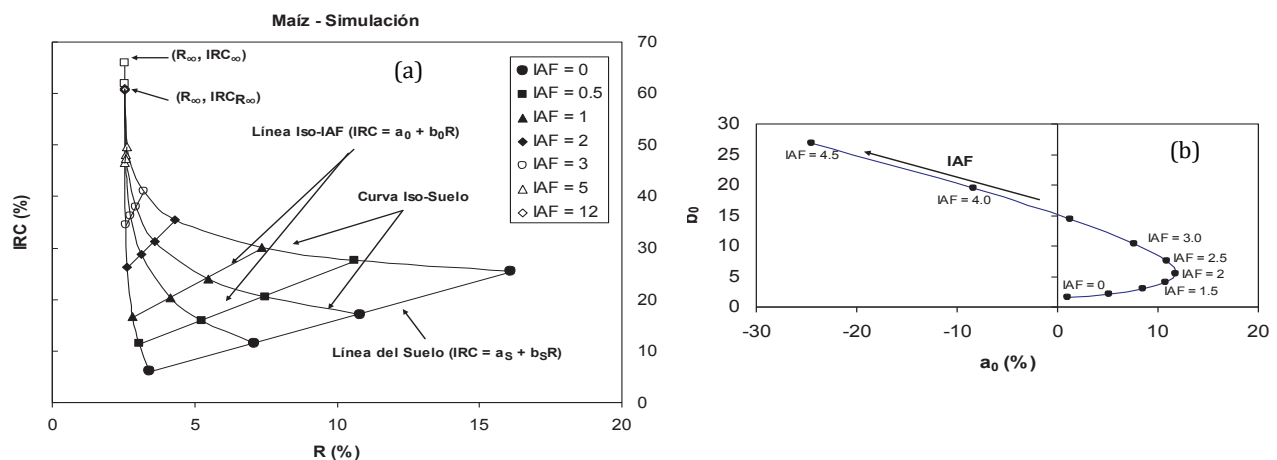 Maíz - Simulación
(a)
(R∞, IRC∞)
(R∞, IRCR∞)
Línea Iso-IAF (IRC = a0 + b0R)
Curva Iso-Suelo
Línea del Suelo (IRC = aS + bSR)
IAF = 0
IAF = 0.5
IAF = 1
IAF = 2
IAF = 3
IAF = 5
IAF = 12
IRC (%)
70
60
50
40
30
20
10
0
0 5 10 15 20
R (%)
(b)
b0
30
25
20
15
10
5
0
IAF = 4.5
IAF
IAF = 4.0
IAF = 3.0
IAF = 2.5
IAF = 2
IAF = 1.5
IAF = 0
-30 -20 -10 0 10 20
a0 (%)